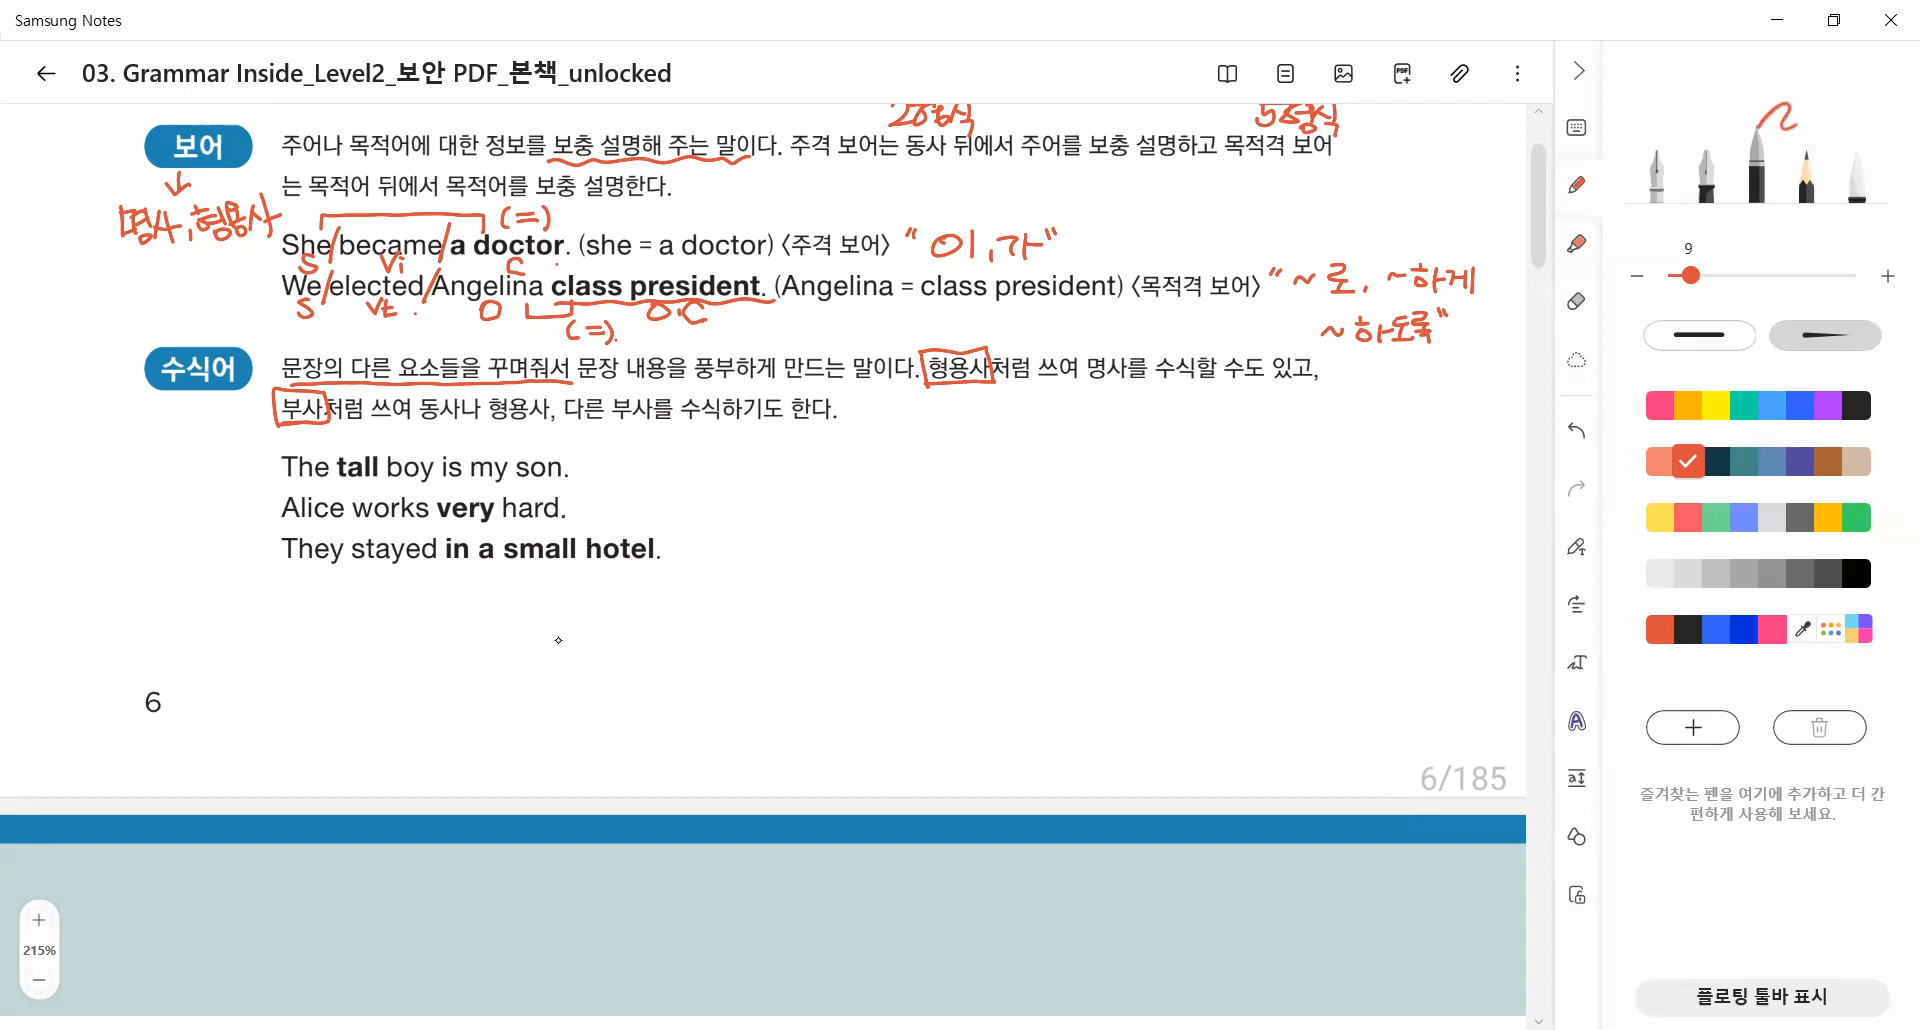 Samsung Notes
03. Grammar Inside_Level2_보안 PDF_본책_unlocked
2형식 5형식
보어 주어나 목적어에 대한 정보를 보충 설명해 주는 말이다. 주격 보어는 동사 뒤에서 주어를 보충 설명하고 목적격 보어
는 목적어 뒤에서 목적어를 보충 설명한다.
명사, 형용사 (=)
She became a doctor. (she = a doctor) <주격 보어> "이, 가"
S Vi C
We elected Angelina class president. (Angelina = class president) <목적격 보어> "~로, ~하게
S Vt O O.C ~하도록"
(=)
수식어 문장의 다른 요소들을 꾸며줘서 문장 내용을 풍부하게 만드는 말이다. 형용사처럼 쓰여 명사를 수식할 수도 있고,
부사처럼 쓰여 동사나 형용사, 다른 부사를 수식하기도 한다.
The tall boy is my son.
Alice works very hard.
They stayed in a small hotel.
6
6/185
215%
9
즐겨찾는 펜을 여기에 추가하고 더 간
편하게 사용해 보세요.
플로팅 툴바 표시